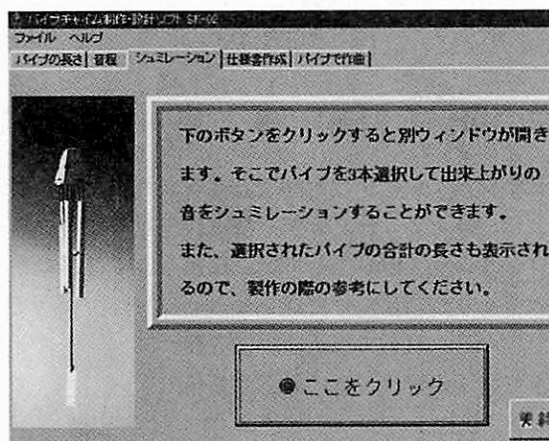 パイプチャイム制作・設計ソフト SK-02
ファイル ヘルプ
パイプの長さ 音程 シュミレーション 仕様書作成 パイプで作曲
下のボタンをクリックすると別ウィンドウが開き
ます。そこでパイプを3本選択して出来上がりの
音をシュミレーションすることができます。
また、選択されたパイプの合計の長さも表示され
るので、製作の際の参考にしてください。
●ここをクリック